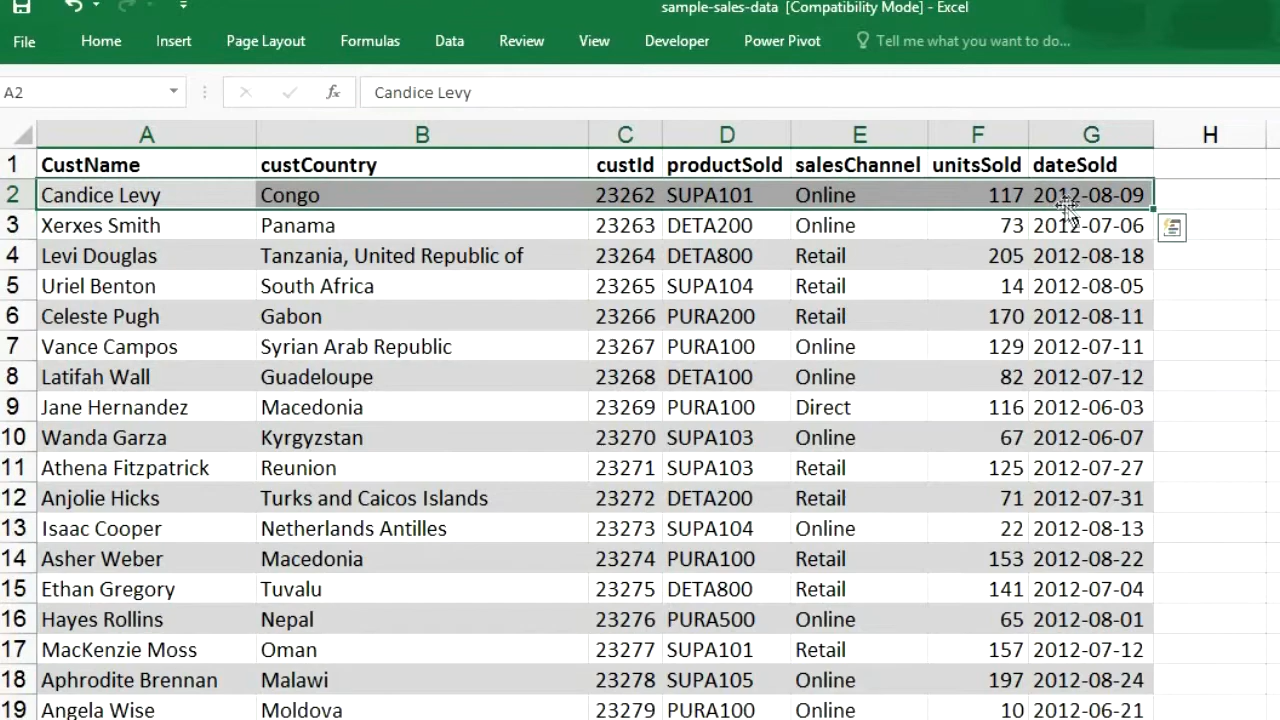 sample-sales-data [Compatibility Mode] - Excel
File Home Insert Page Layout Formulas Data Review View Developer Power Pivot Tell me what you want to do...
A2 fx Candice Levy
A B C D E F G H
1 CustName custCountry custId productSold salesChannel unitsSold dateSold
2 Candice Levy Congo 23262 SUPA101 Online 117 2012-08-09
3 Xerxes Smith Panama 23263 DETA200 Online 73 2012-07-06
4 Levi Douglas Tanzania, United Republic of 23264 DETA800 Retail 205 2012-08-18
5 Uriel Benton South Africa 23265 SUPA104 Retail 14 2012-08-05
6 Celeste Pugh Gabon 23266 PURA200 Retail 170 2012-08-11
7 Vance Campos Syrian Arab Republic 23267 PURA100 Online 129 2012-07-11
8 Latifah Wall Guadeloupe 23268 DETA100 Online 82 2012-07-12
9 Jane Hernandez Macedonia 23269 PURA100 Direct 116 2012-06-03
10 Wanda Garza Kyrgyzstan 23270 SUPA103 Online 67 2012-06-07
11 Athena Fitzpatrick Reunion 23271 SUPA103 Retail 125 2012-07-27
12 Anjolie Hicks Turks and Caicos Islands 23272 DETA200 Retail 71 2012-07-31
13 Isaac Cooper Netherlands Antilles 23273 SUPA104 Online 22 2012-08-13
14 Asher Weber Macedonia 23274 PURA100 Retail 153 2012-08-22
15 Ethan Gregory Tuvalu 23275 DETA800 Retail 141 2012-07-04
16 Hayes Rollins Nepal 23276 PURA500 Online 65 2012-08-01
17 MacKenzie Moss Oman 23277 SUPA101 Retail 157 2012-07-12
18 Aphrodite Brennan Malawi 23278 SUPA105 Online 197 2012-08-24
19 Angela Wise Moldova 23279 PURA100 Online 10 2012-06-21